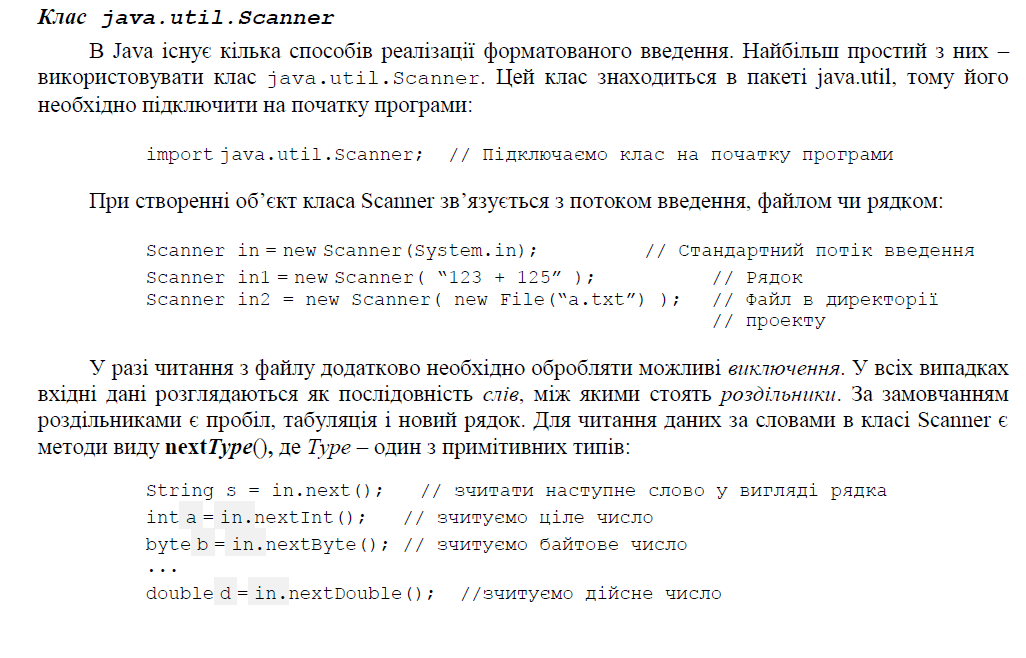 Клас java.util.Scanner
В Java існує кілька способів реалізації форматованого введення. Найбільш простий з них –
використовувати клас java.util.Scanner. Цей клас знаходиться в пакеті java.util, тому його
необхідно підключити на початку програми:
import java.util.Scanner; // Підключаємо клас на початку програми
При створенні об’єкт класа Scanner зв’язується з потоком введення, файлом чи рядком:
Scanner in = new Scanner(System.in); // Стандартний потік введення
Scanner in1 = new Scanner( “123 + 125” ); // Рядок
Scanner in2 = new Scanner( new File(“a.txt”) ); // Файл в директорії
// проекту
У разі читання з файлу додатково необхідно обробляти можливі виключення. У всіх випадках
вхідні дані розглядаються як послідовність слів, між якими стоять роздільники. За замовчанням
роздільниками є пробіл, табуляція і новий рядок. Для читання даних за словами в класі Scanner є
методи виду nextType(), де Type – один з примітивних типів:
String s = in.next(); // зчитати наступне слово у вигляді рядка
int a = in.nextInt(); // зчитуємо ціле число
byte b = in.nextByte(); // зчитуємо байтове число
...
double d = in.nextDouble(); //зчитуємо дійсне число